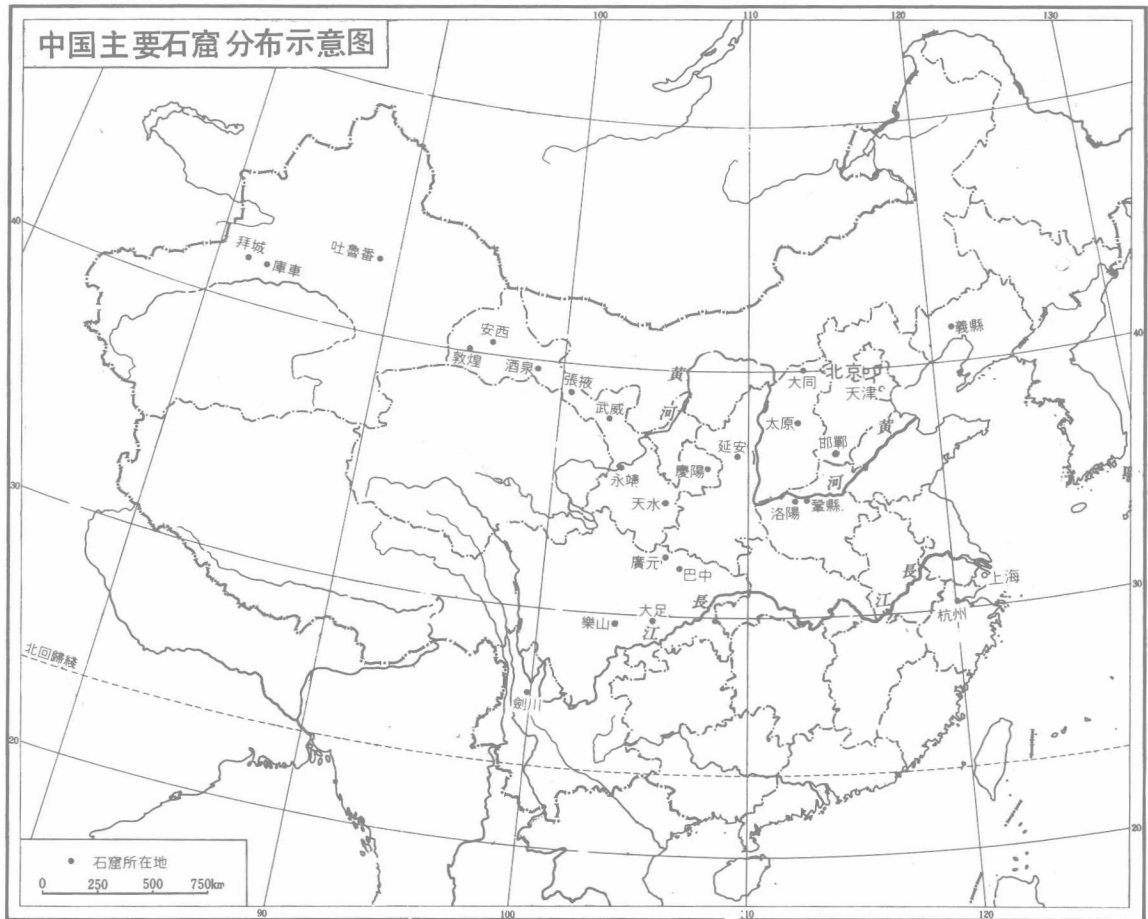 中国主要石窟分布示意图
100
110
120
130
40
拜城
庫車
吐魯番
安西
敦煌
酒泉
張掖
武威
黄
河
永靖
天水
慶陽
延安
大同
北京
天津
義縣
40
太原
邯鄲
黄
河
洛陽
鞏縣
30
廣元
巴中
長
江
大足
樂山
長
江
上海
杭州
30
劍川
北回歸綫
20
20
石窟所在地
0 250 500 750km
90
100
110
120